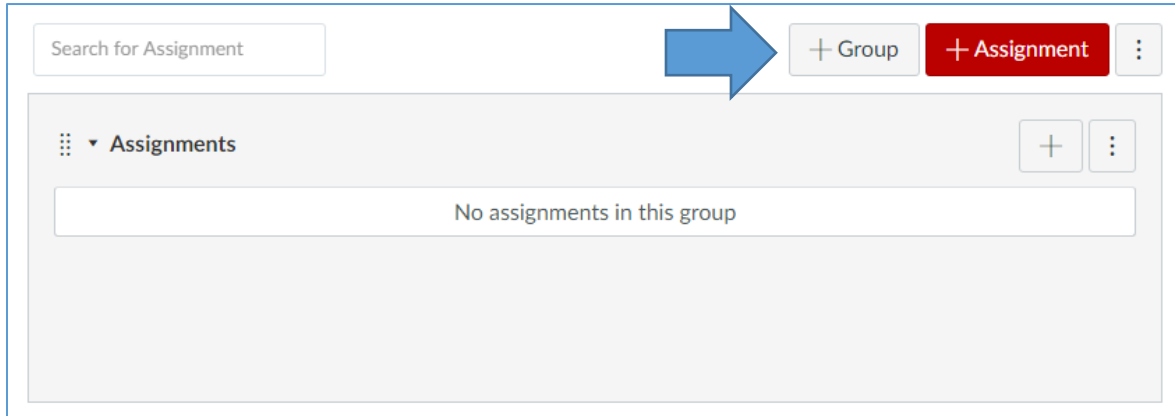 Search for Assignment
+ Group
+ Assignment
Assignments
No assignments in this group